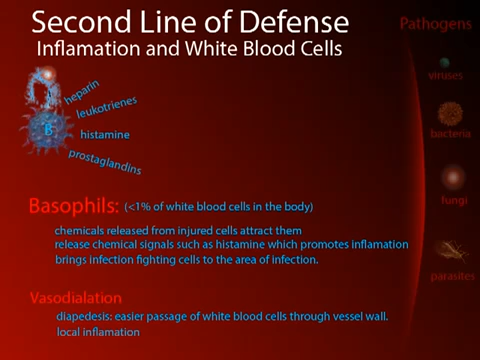 Second Line of Defense
Inflamation and White Blood Cells
Pathogens
heparin
leukotrienes
histamine
prostaglandins
B
viruses
bacteria
fungi
parasites
Basophils: (<1% of white blood cells in the body)
chemicals released from injured cells attract them
release chemical signals such as histamine which promotes inflamation
brings infection fighting cells to the area of infection.
Vasodialation
diapedesis: easier passage of white blood cells through vessel wall.
local inflamation